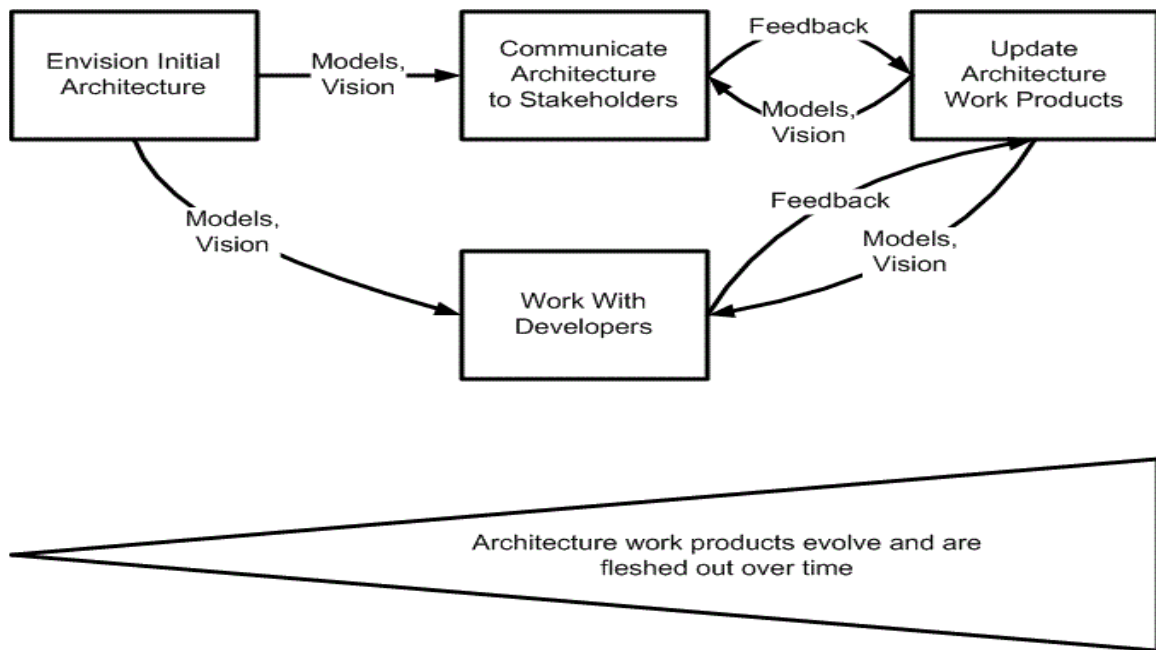 Envision Initial
Architecture
Models,
Vision
Communicate
Architecture
to Stakeholders
Feedback
Models,
Vision
Update
Architecture
Work Products
Models,
Vision
Feedback
Models,
Vision
Work With
Developers
Architecture work products evolve and are
fleshed out over time